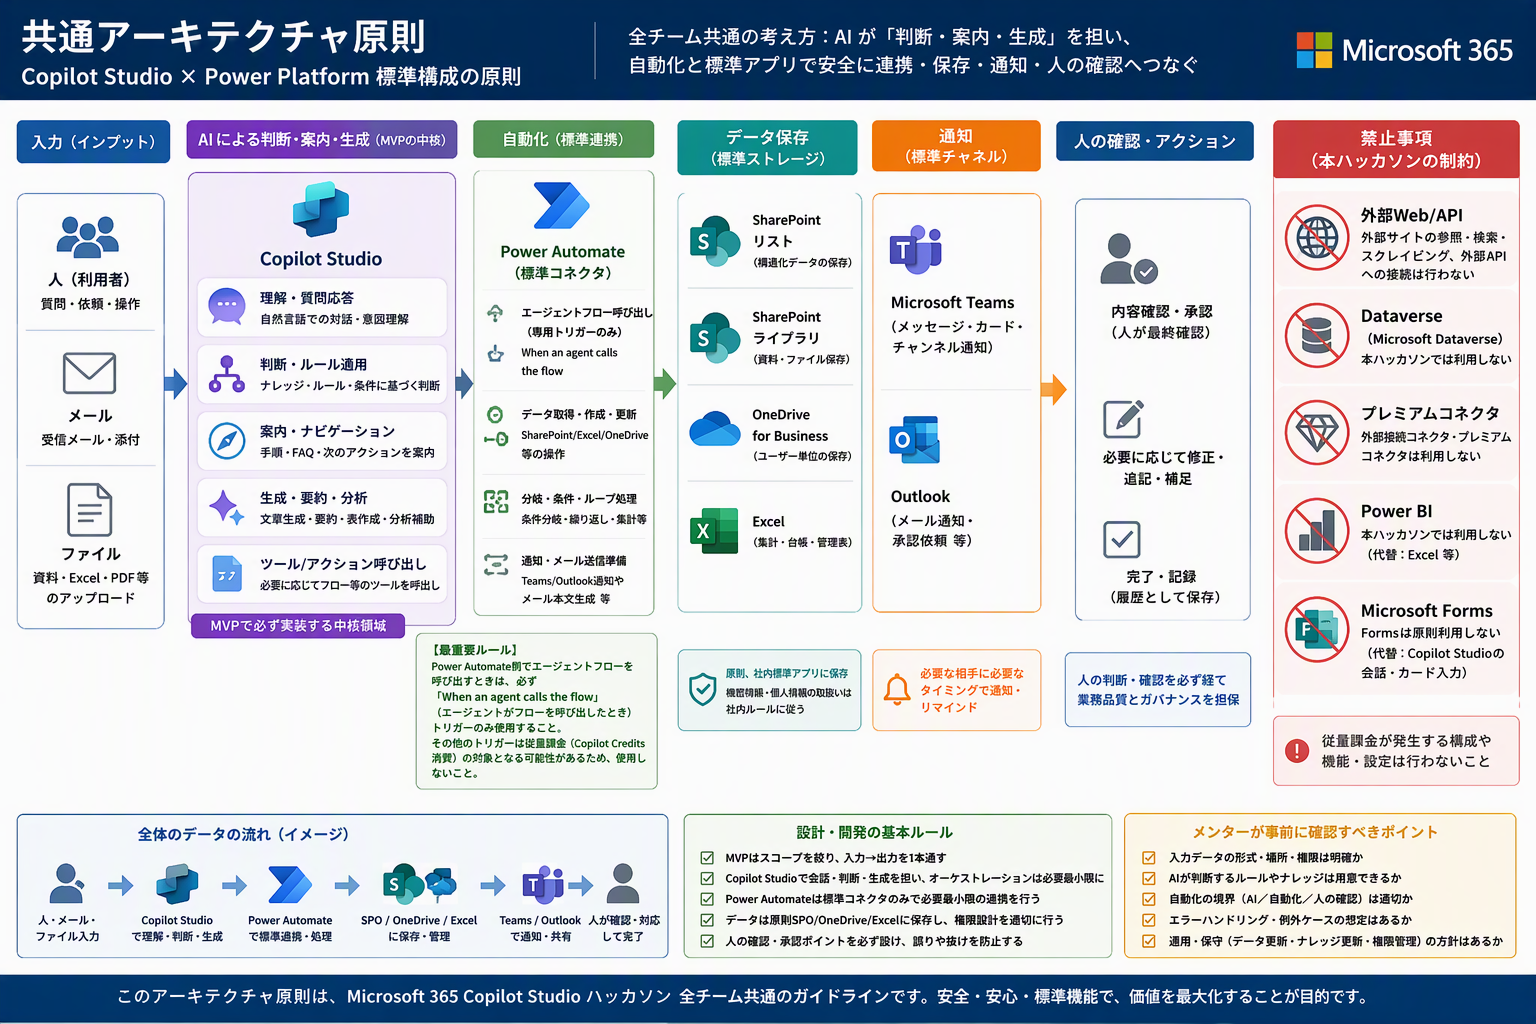 共通アーキテクチャ原則
Copilot Studio × Power Platform 標準構成の原則
全チーム共通の考え方：AI が「判断・案内・生成」を担い、
自動化と標準アプリで安全に連携・保存・通知・人の確認へつなぐ
Microsoft 365
入力（インプット）
人（利用者）
質問・依頼・操作
メール
受信メール・添付
ファイル
資料・Excel・PDF 等
のアップロード
AI による判断・案内・生成（MVPの中核）
Copilot Studio
理解・質問応答
自然言語での対話・意図理解
判断・ルール適用
ナレッジ・ルール・条件に基づく判断
案内・ナビゲーション
手順・FAQ・次のアクションを案内
生成・要約・分析
文章生成・要約・表作成・分析補助
ツール/アクション呼び出し
必要に応じてフロー等のツールを呼出し
MVPで必ず実装する中核領域
自動化（標準連携）
Power Automate
（標準コネクタ）
エージェントフロー呼び出し
（専用トリガーのみ）
When an agent calls
the flow
データ取得・作成・更新
SharePoint/Excel/OneDrive
等の操作
分岐・条件・ループ処理
条件分岐・繰り返し・集計等
通知・メール送信準備
Teams/Outlook通知や
メール本文生成 等
【最重要ルール】
Power Automate側でエージェントフローを
呼び出すときは、必ず
「When an agent calls the flow」
（エージェントがフローを呼び出したとき）
トリガーのみ使用すること。
その他のトリガーは従量課金（Copilot Credits
消費）の対象となる可能性があるため、使用し
ないこと。
データ保存
（標準ストレージ）
SharePoint
リスト
（構造化データの保存）
SharePoint
ライブラリ
（資料・ファイル保存）
OneDrive
for Business
（ユーザー単位の保存）
Excel
（集計・台帳・管理表）
原則、社内標準アプリに保存
機密情報・個人情報の取扱いは
社内ルールに従う
通知
（標準チャネル）
Microsoft Teams
（メッセージ・カード・
チャンネル通知）
Outlook
（メール通知・
承認依頼 等）
必要な相手に必要な
タイミングで通知・
リマインド
人の確認・アクション
内容確認・承認
（人が最終確認）
必要に応じて修正・
追記・補足
完了・記録
（履歴として保存）
人の判断・確認を必ず経て
業務品質とガバナンスを担保
禁止事項
（本ハッカソンの制約）
外部Web/API
外部サイトの参照・検索・
スクレイピング、外部API
への接続は行わない
Dataverse
（Microsoft Dataverse）
本ハッカソンでは利用しない
プレミアムコネクタ
外部接続コネクタ・プレミアム
コネクタは利用しない
Power BI
本ハッカソンでは利用しない
（代替：Excel 等）
Microsoft Forms
Formsは原則利用しない
（代替：Copilot Studioの
会話・カード入力）
従量課金が発生する構成や
機能・設定は行わないこと
全体のデータの流れ（イメージ）
人・メール・
ファイル入力
Copilot Studio
で理解・判断・生成
Power Automate
で標準連携・処理
SPO / OneDrive / Excel
に保存・管理
Teams / Outlook
で通知・共有
人が確認・対応
して完了
設計・開発の基本ルール
MVPはスコープを絞り、入力→出力を1本通す
Copilot Studioで会話・判断・生成を担い、オーケストレーションは必要最小限に
Power Automateは標準コネクタのみで必要最小限の連携を行う
データは原則SPO/OneDrive/Excelに保存し、権限設計を適切に行う
人の確認・承認ポイントを必ず設け、誤りや抜けを防止する
メンターが事前に確認すべきポイント
入力データの形式・場所・権限は明確か
AIが判断するルールやナレッジは用意できるか
自動化の境界（AI／自動化／人の確認）は適切か
エラーハンドリング・例外ケースの想定はあるか
運用・保守（データ更新・ナレッジ更新・権限管理）の方針はあるか
このアーキテクチャ原則は、Microsoft 365 Copilot Studio ハッカソン 全チーム共通のガイドラインです。安全・安心・標準機能で、価値を最大化することが目的です。